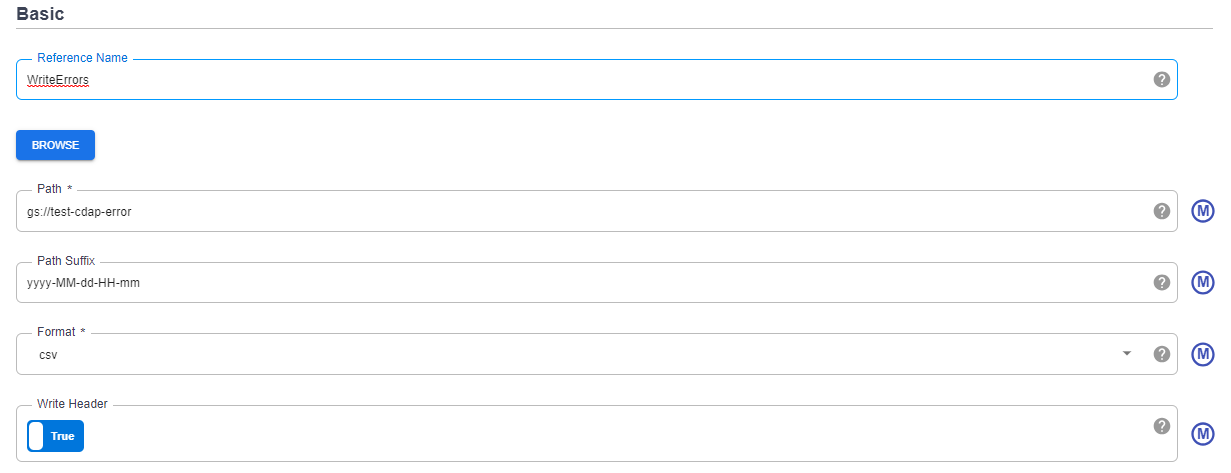 Basic
Reference Name
WriteErrors
?
BROWSE
Path *
gs://test-cdap-error
?
M
Path Suffix
yyyy-MM-dd-HH-mm
?
M
Format *
csv
?
M
Write Header
True
?
M